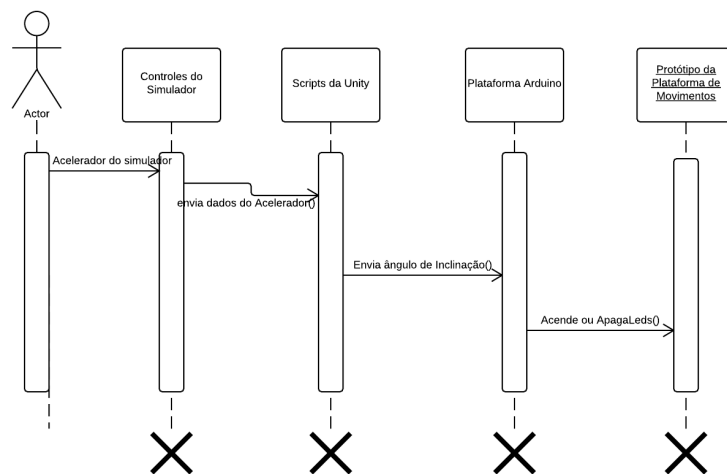 Controles do
Simulador
Scripts da Unity
Plataforma Arduino
Protótipo da
Plataforma de
Movimentos
Actor
Acelerador do simulador
envia dados do Acelerador()
Envia ângulo de Inclinação()
Acende ou ApagaLeds()